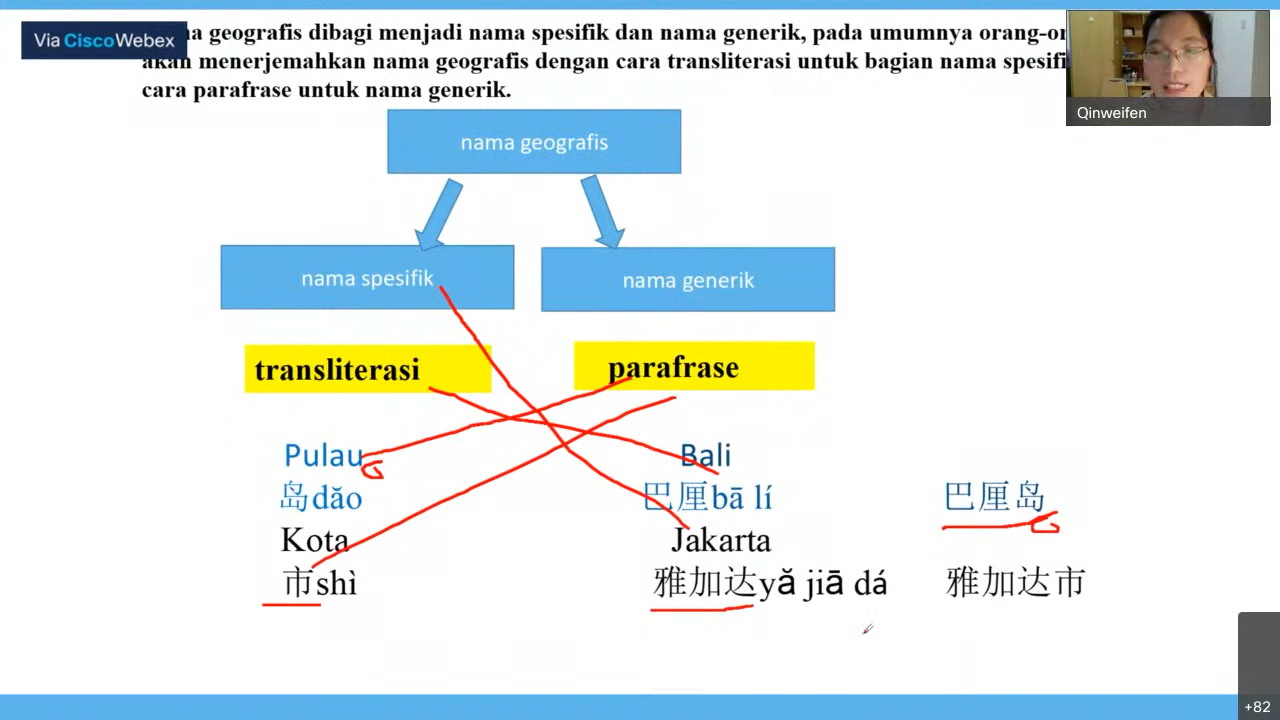 Via CiscoWebex
geografis dibagi menjadi nama spesifik dan nama generik, pada umumnya
akan menerjemahkan nama geografis dengan cara transliterasi untuk bagian nama
cara parafrase untuk nama generik.
Qinweifen
nama geografis
nama spesifik
nama generik
transliterasi
parafrase
Pulau Bali
岛dǎo 巴厘bā lí 巴厘岛
Kota Jakarta
市shì 雅加达yǎ jiā dá 雅加达市
+82